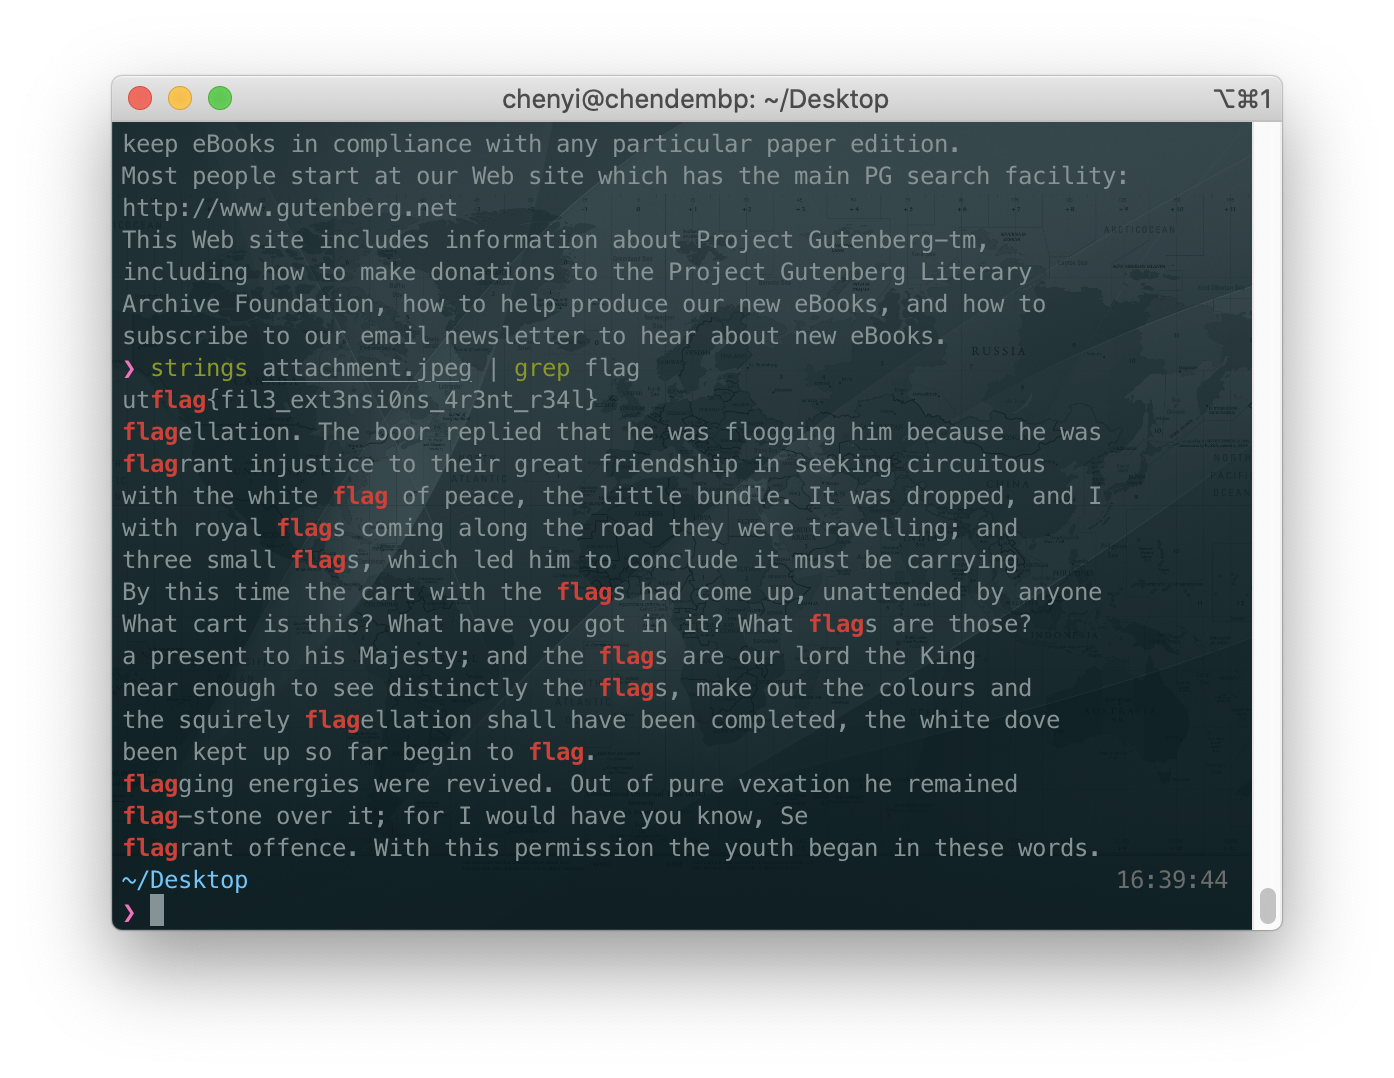 chenyi@chendembp: ~/Desktop
⌥⌘1
keep eBooks in compliance with any particular paper edition.
Most people start at our Web site which has the main PG search facility:
http://www.gutenberg.net
This Web site includes information about Project Gutenberg-tm,
including how to make donations to the Project Gutenberg Literary
Archive Foundation, how to help produce our new eBooks, and how to
subscribe to our email newsletter to hear about new eBooks.
❯ strings attachment.jpeg | grep flag
utflag{fil3_ext3nsi0ns_4r3nt_r34l}
flagellation. The boor replied that he was flogging him because he was
flagrant injustice to their great friendship in seeking circuitous
with the white flag of peace, the little bundle. It was dropped, and I
with royal flags coming along the road they were travelling; and
three small flags, which led him to conclude it must be carrying
By this time the cart with the flags had come up, unattended by anyone
What cart is this? What have you got in it? What flags are those?
a present to his Majesty; and the flags are our lord the King
near enough to see distinctly the flags, make out the colours and
the squirely flagellation shall have been completed, the white dove
been kept up so far begin to flag.
flagging energies were revived. Out of pure vexation he remained
flag-stone over it; for I would have you know, Se
flagrant offence. With this permission the youth began in these words.
~/Desktop 16:39:44
❯
ARCTIC OCEAN
RUSSIA
CHINA
NORTH
PACIFIC
OCEAN
INDONESIA